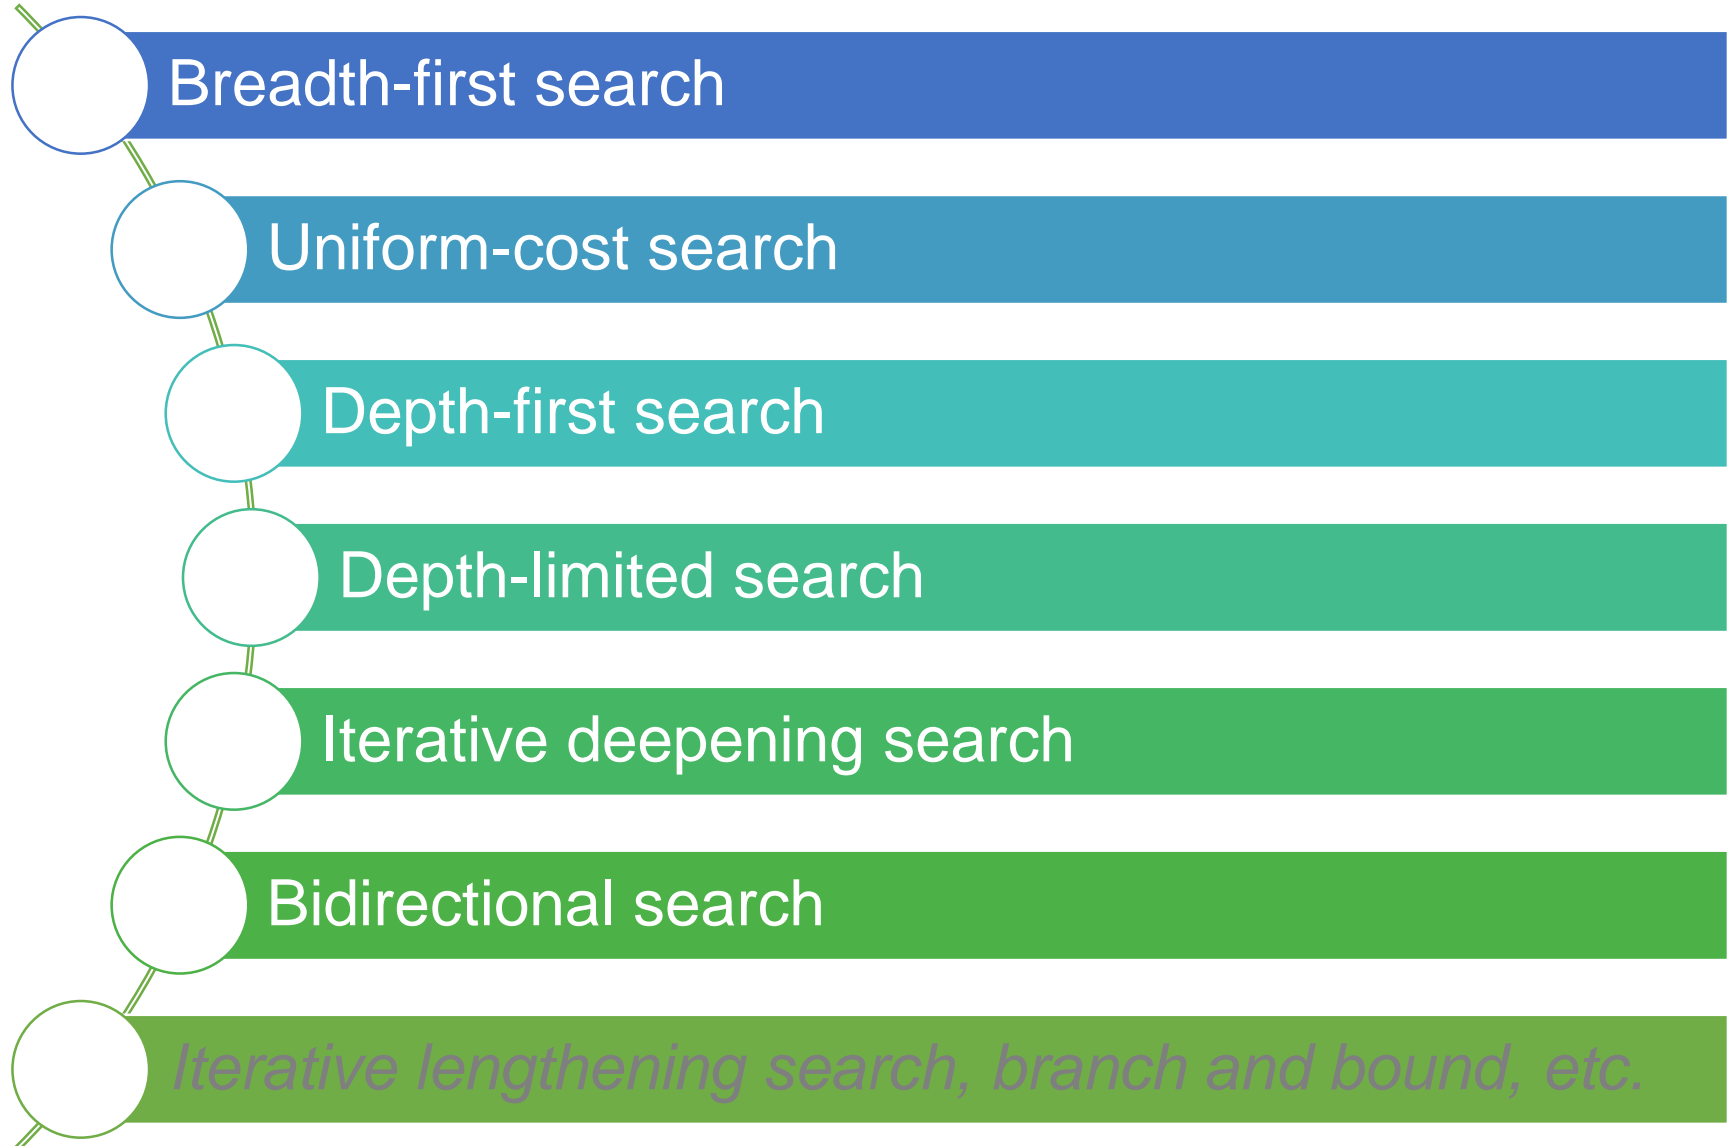 Breadth-first search
Uniform-cost search
Depth-first search
Depth-limited search
Iterative deepening search
Bidirectional search
Iterative lengthening search, branch and bound, etc.